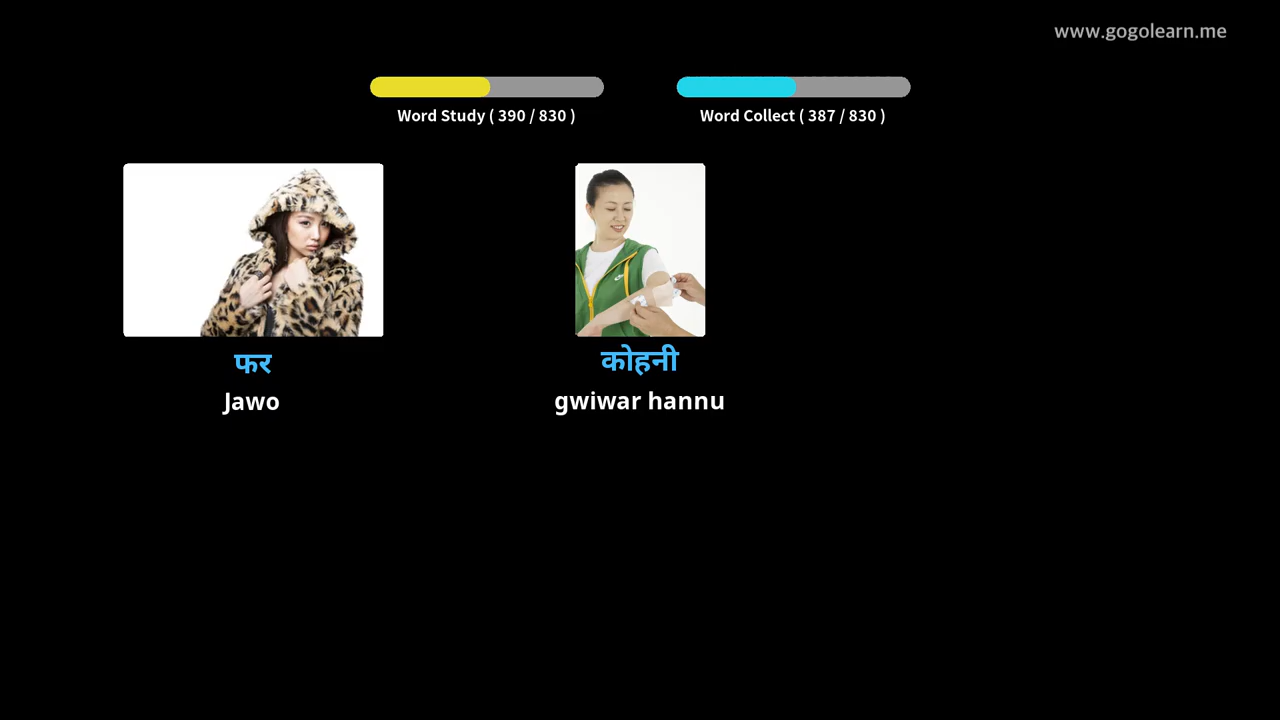 www.gogolearn.me
Word Study ( 390 / 830 )
Word Collect ( 387 / 830 )
फर
Jawo
कोहनी
gwiwar hannu